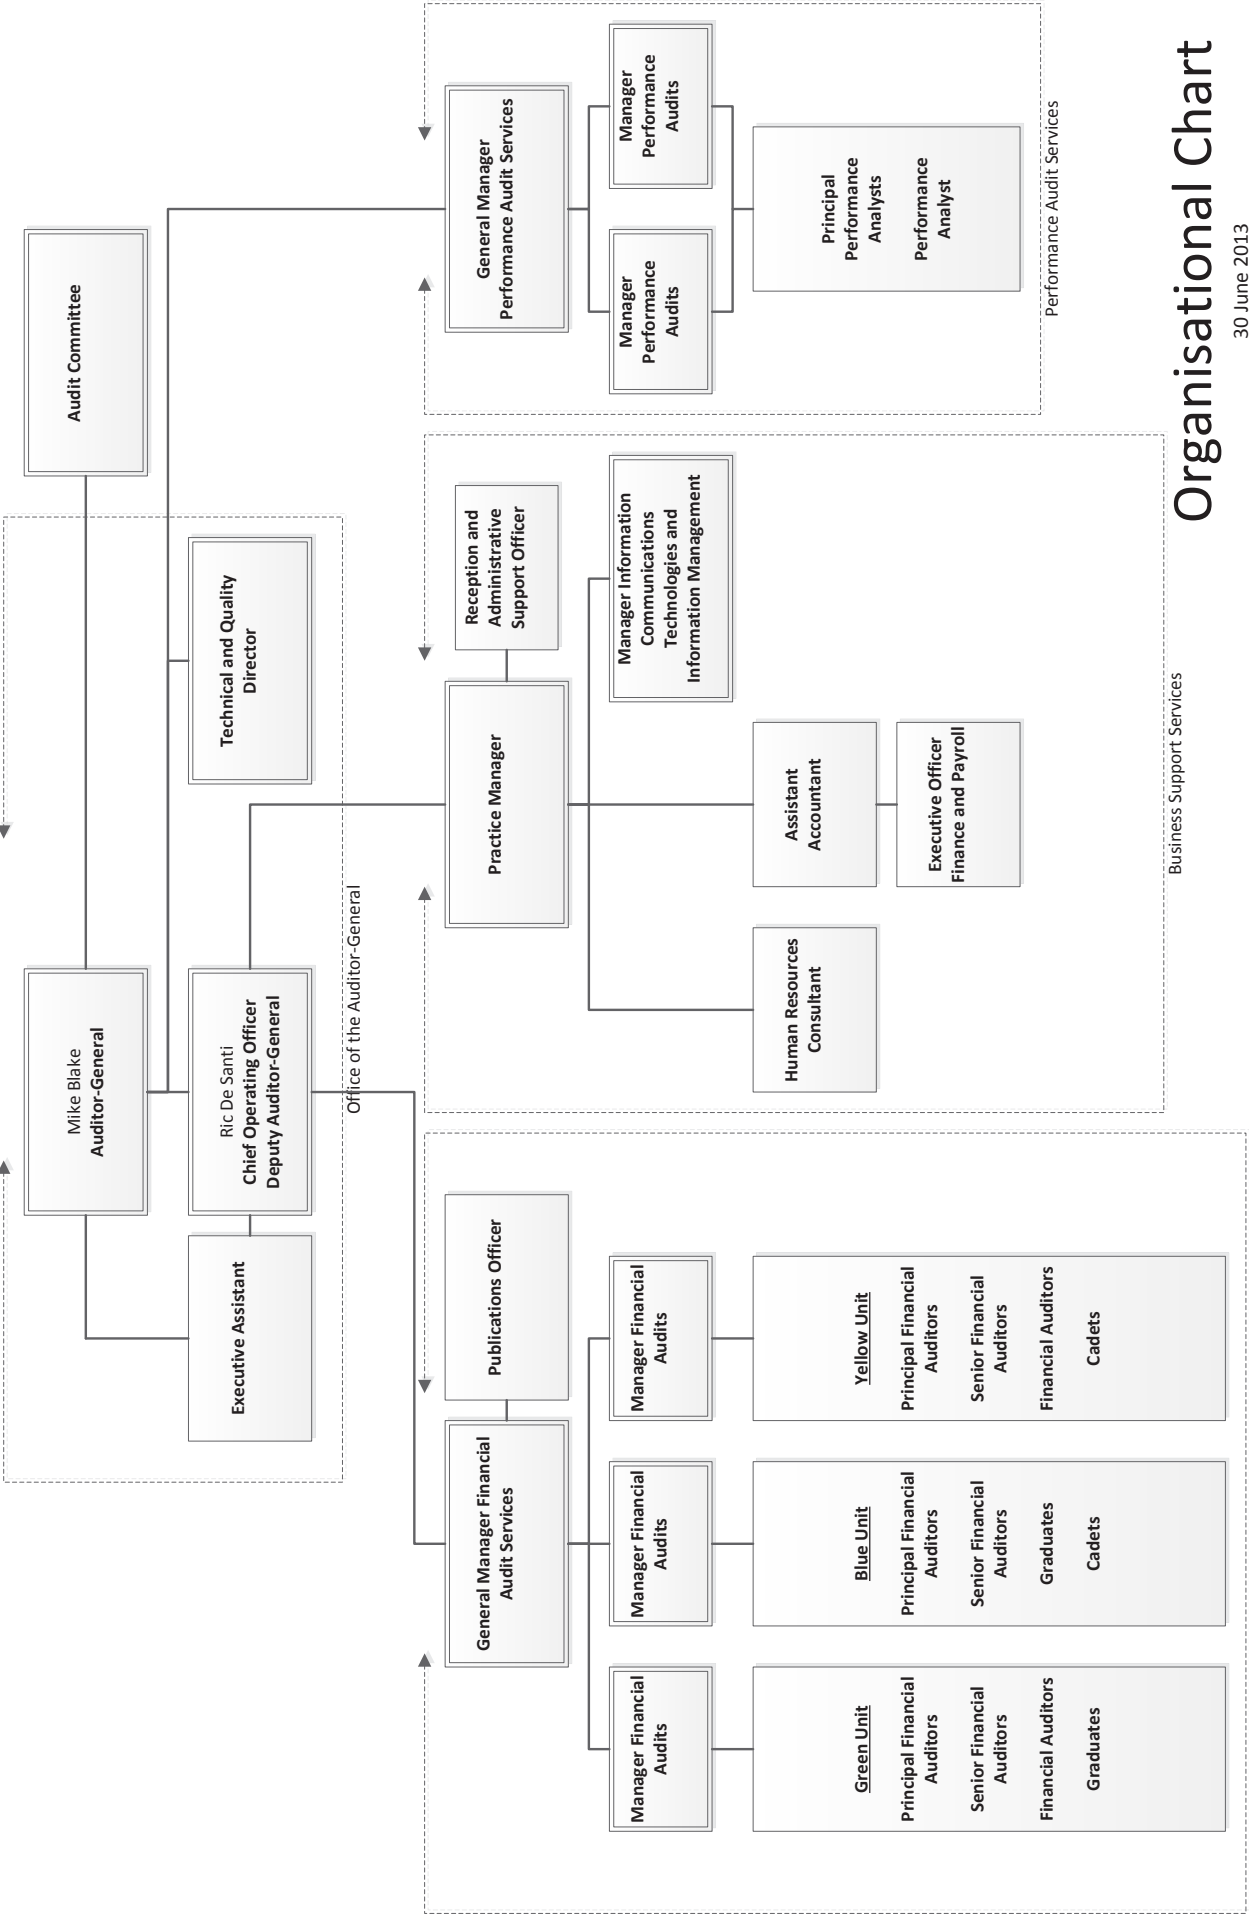 Mike Blake
Auditor-General
Audit Committee
Executive Assistant
Ric De Santi
Chief Operating Officer
Deputy Auditor-General
Technical and Quality
Director
Office of the Auditor-General
General Manager Financial
Audit Services
Publications Officer
Manager Financial
Audits
Manager Financial
Audits
Manager Financial
Audits
Green Unit
Principal Financial
Auditors
Senior Financial
Auditors
Financial Auditors
Graduates
Blue Unit
Principal Financial
Auditors
Senior Financial
Auditors
Graduates
Cadets
Yellow Unit
Principal Financial
Auditors
Senior Financial
Auditors
Financial Auditors
Cadets
Practice Manager
Reception and
Administrative
Support Officer
Manager Information
Communications
Technologies and
Information Management
Human Resources
Consultant
Assistant
Accountant
Executive Officer
Finance and Payroll
Business Support Services
General Manager
Performance Audit Services
Manager
Performance
Audits
Manager
Performance
Audits
Principal
Performance
Analysts
Performance
Analyst
Performance Audit Services
Organisational Chart
30 June 2013